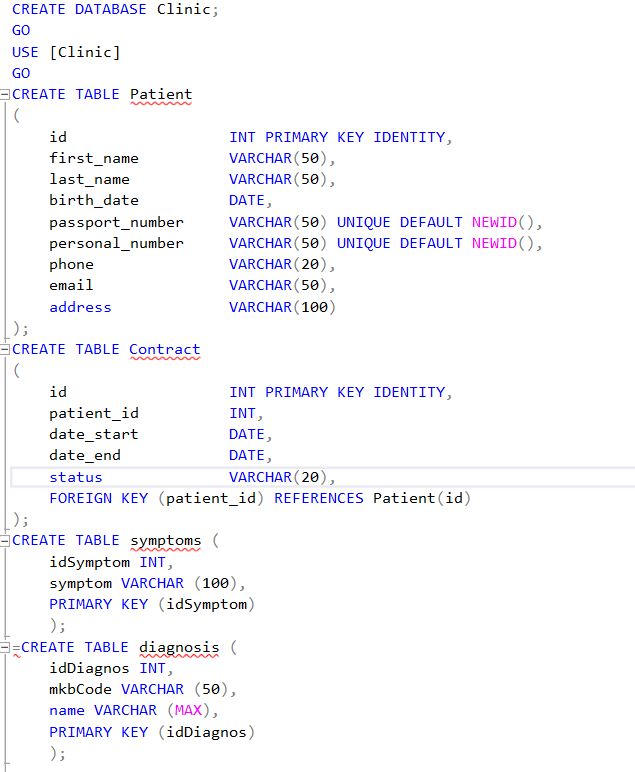 CREATE DATABASE Clinic;
GO
USE [Clinic]
GO
CREATE TABLE Patient
(
id INT PRIMARY KEY IDENTITY,
first_name VARCHAR(50),
last_name VARCHAR(50),
birth_date DATE,
passport_number VARCHAR(50) UNIQUE DEFAULT NEWID(),
personal_number VARCHAR(50) UNIQUE DEFAULT NEWID(),
phone VARCHAR(20),
email VARCHAR(50),
address VARCHAR(100)
);
CREATE TABLE Contract
(
id INT PRIMARY KEY IDENTITY,
patient_id INT,
date_start DATE,
date_end DATE,
status VARCHAR(20),
FOREIGN KEY (patient_id) REFERENCES Patient(id)
);
CREATE TABLE symptoms (
idSymptom INT,
symptom VARCHAR (100),
PRIMARY KEY (idSymptom)
);
=CREATE TABLE diagnosis (
idDiagnos INT,
mkbCode VARCHAR (50),
name VARCHAR (MAX),
PRIMARY KEY (idDiagnos)
);